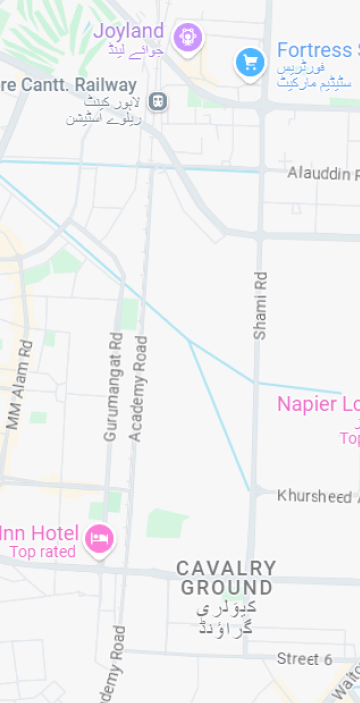 Joyland
جوائے لینڈ
Fortress S
فورٹریس
سٹیڈیم مارکیٹ
re Cantt. Railway
لاہور کینٹ
ریلوے اسٹیشن
Alauddin R
Shami Rd
MM Alam Rd
Gurumangat Rd
Academy Road
Napier Lo
Top
Khursheed A
Inn Hotel
Top rated
CAVALRY
GROUND
کیولری
گراؤنڈ
Street 6
ademy Road
Walto